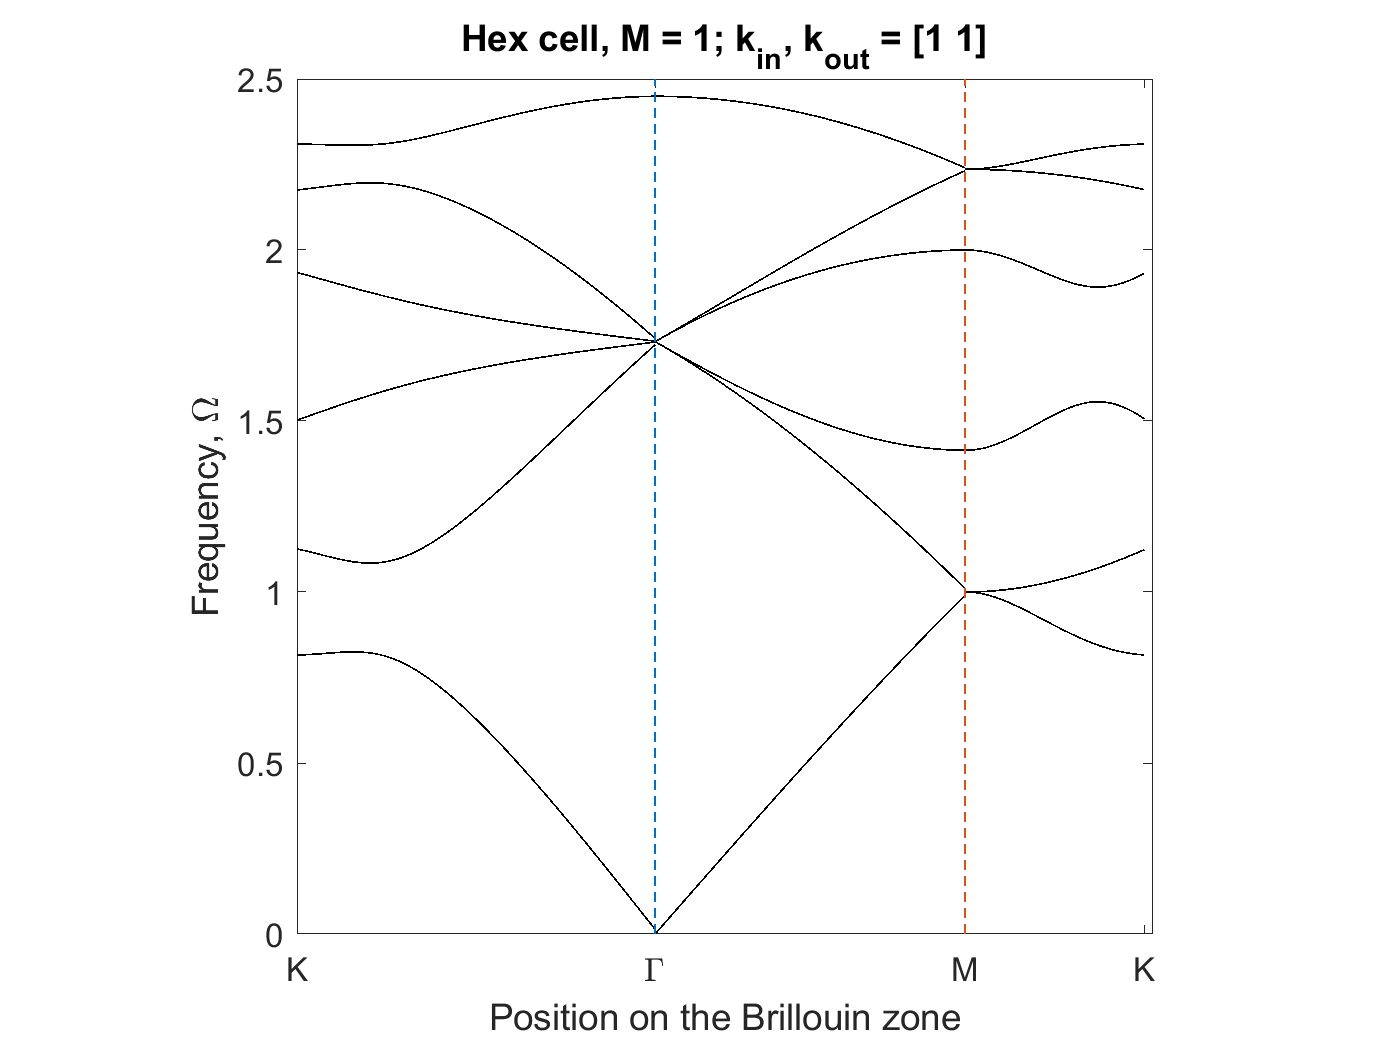 Hex cell, M = 1; k_in, k_out = [1 1]
2.5
2
1.5
1
0.5
0
Frequency, Ω
K Γ M K
Position on the Brillouin zone